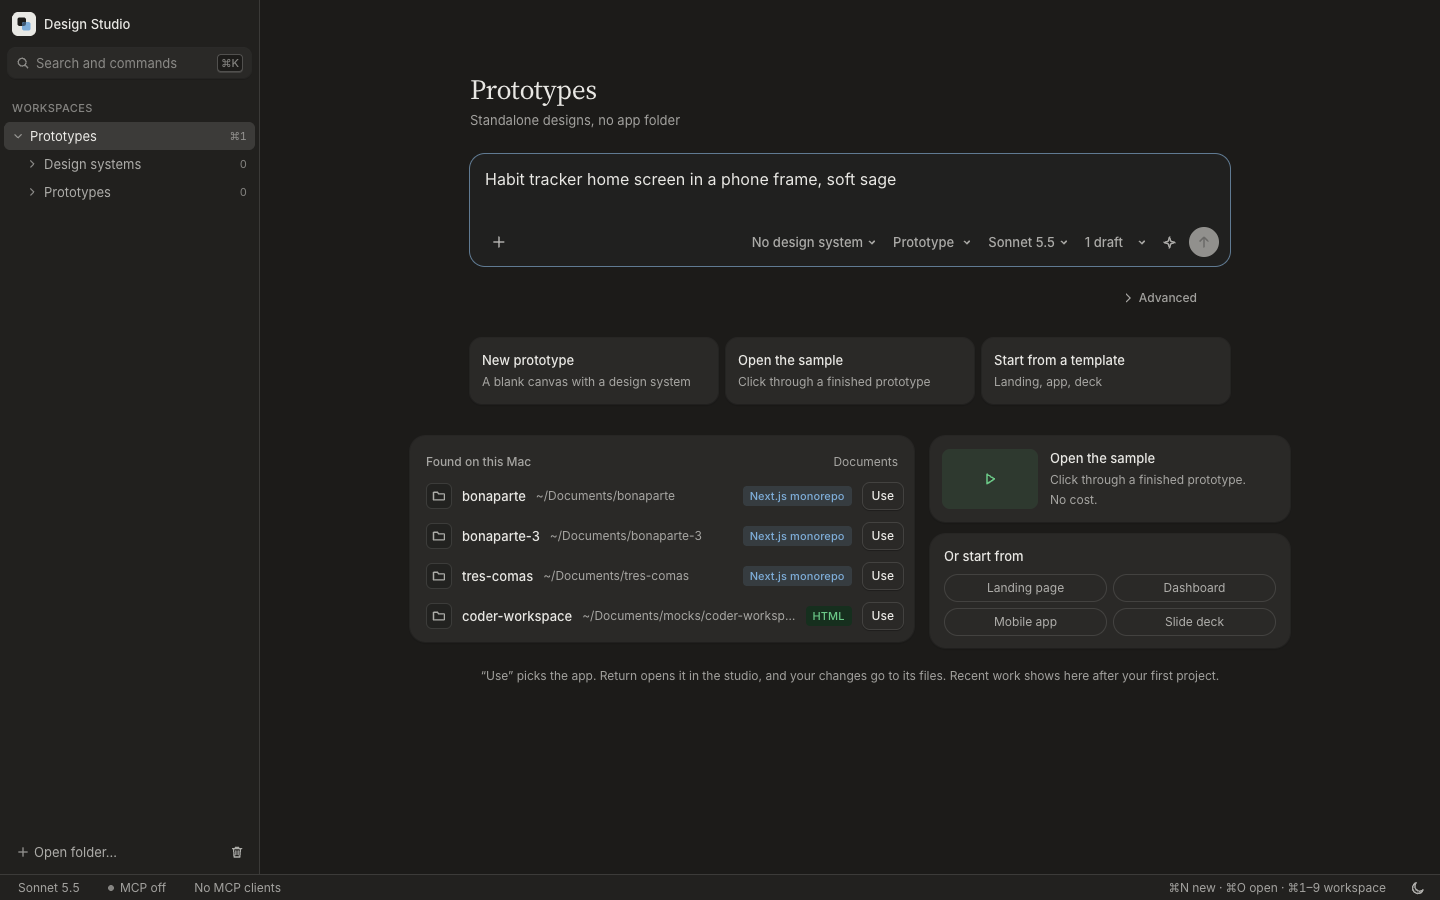 Design Studio
Search and commands ⌘K
WORKSPACES
Prototypes ⌘1
Design systems 0
Prototypes 0
Open folder...
Prototypes
Standalone designs, no app folder
Habit tracker home screen in a phone frame, soft sage
No design system Prototype Sonnet 5.5 1 draft
Advanced
New prototype
A blank canvas with a design system
Open the sample
Click through a finished prototype
Start from a template
Landing, app, deck
Found on this Mac Documents
bonaparte ~/Documents/bonaparte Next.js monorepo Use
bonaparte-3 ~/Documents/bonaparte-3 Next.js monorepo Use
tres-comas ~/Documents/tres-comas Next.js monorepo Use
coder-workspace ~/Documents/mocks/coder-worksp... HTML Use
Open the sample
Click through a finished prototype.
No cost.
Or start from
Landing page Dashboard
Mobile app Slide deck
“Use” picks the app. Return opens it in the studio, and your changes go to its files. Recent work shows here after your first project.
Sonnet 5.5 MCP off No MCP clients ⌘N new · ⌘O open · ⌘1–9 workspace